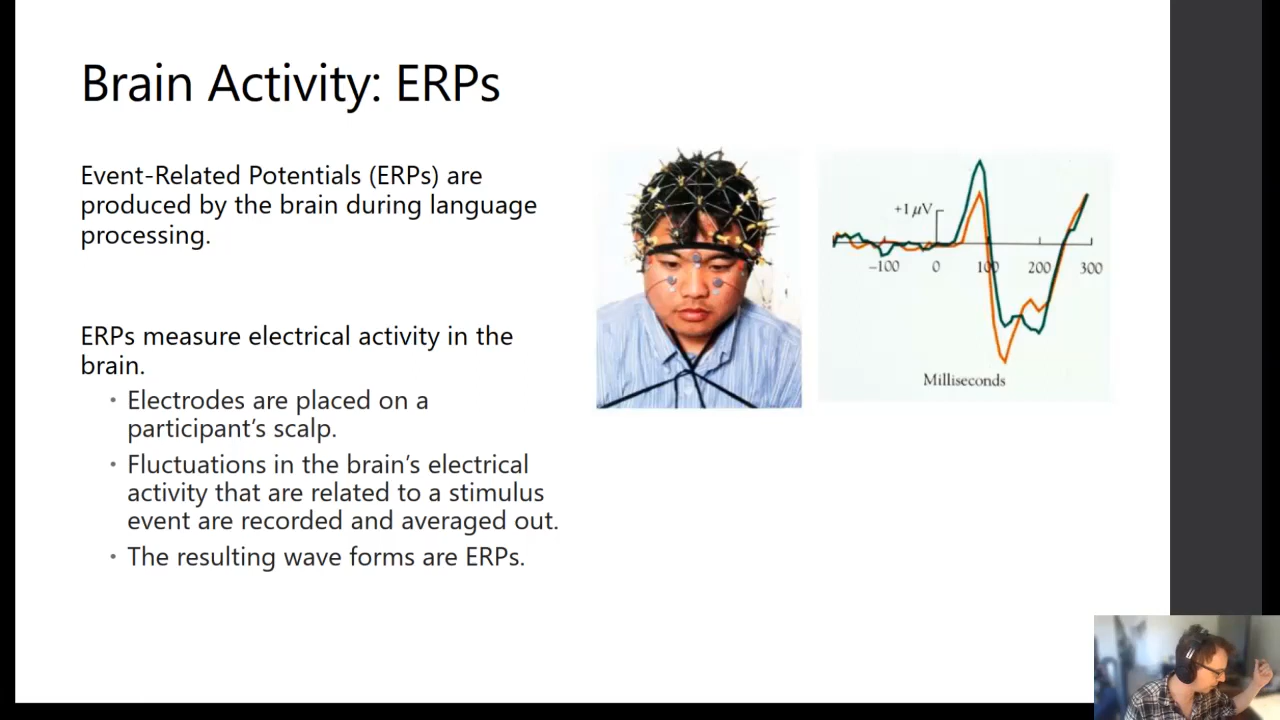 Brain Activity: ERPs
Event-Related Potentials (ERPs) are
produced by the brain during language
processing.
ERPs measure electrical activity in the
brain.
• Electrodes are placed on a
participant's scalp.
• Fluctuations in the brain's electrical
activity that are related to a stimulus
event are recorded and averaged out.
• The resulting wave forms are ERPs.
+1 μV
-100 0 100 200 300
Milliseconds